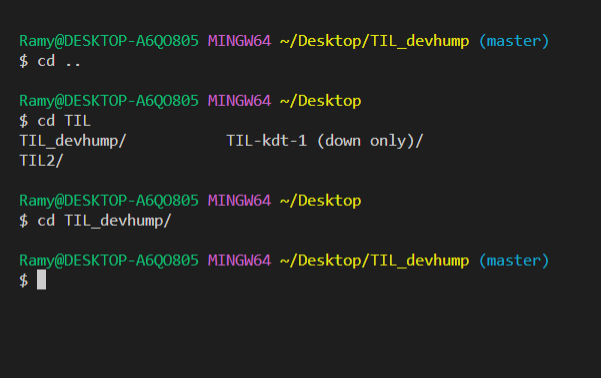 Ramy@DESKTOP-A6QO805 MINGW64 ~/Desktop/TIL_devhump (master)
$ cd ..
Ramy@DESKTOP-A6QO805 MINGW64 ~/Desktop
$ cd TIL
TIL_devhump/           TIL-kdt-1 (down only)/
TIL2/
Ramy@DESKTOP-A6QO805 MINGW64 ~/Desktop
$ cd TIL_devhump/
Ramy@DESKTOP-A6QO805 MINGW64 ~/Desktop/TIL_devhump (master)
$